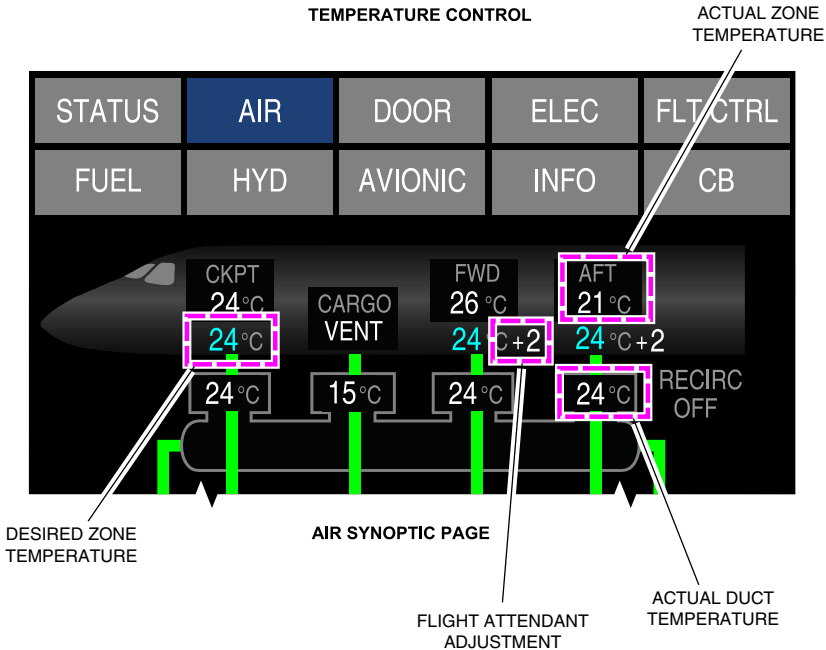 TEMPERATURE CONTROL
ACTUAL ZONE
TEMPERATURE
STATUS AIR DOOR ELEC FLT CTRL
FUEL HYD AVIONIC INFO CB
CKPT
24°C
24°C
CARGO
VENT
FWD
26°C
24°C+2
AFT
21°C
24°C+2
24°C 15°C 24°C 24°C
RECIRC
OFF
DESIRED ZONE
TEMPERATURE
AIR SYNOPTIC PAGE
FLIGHT ATTENDANT
ADJUSTMENT
ACTUAL DUCT
TEMPERATURE